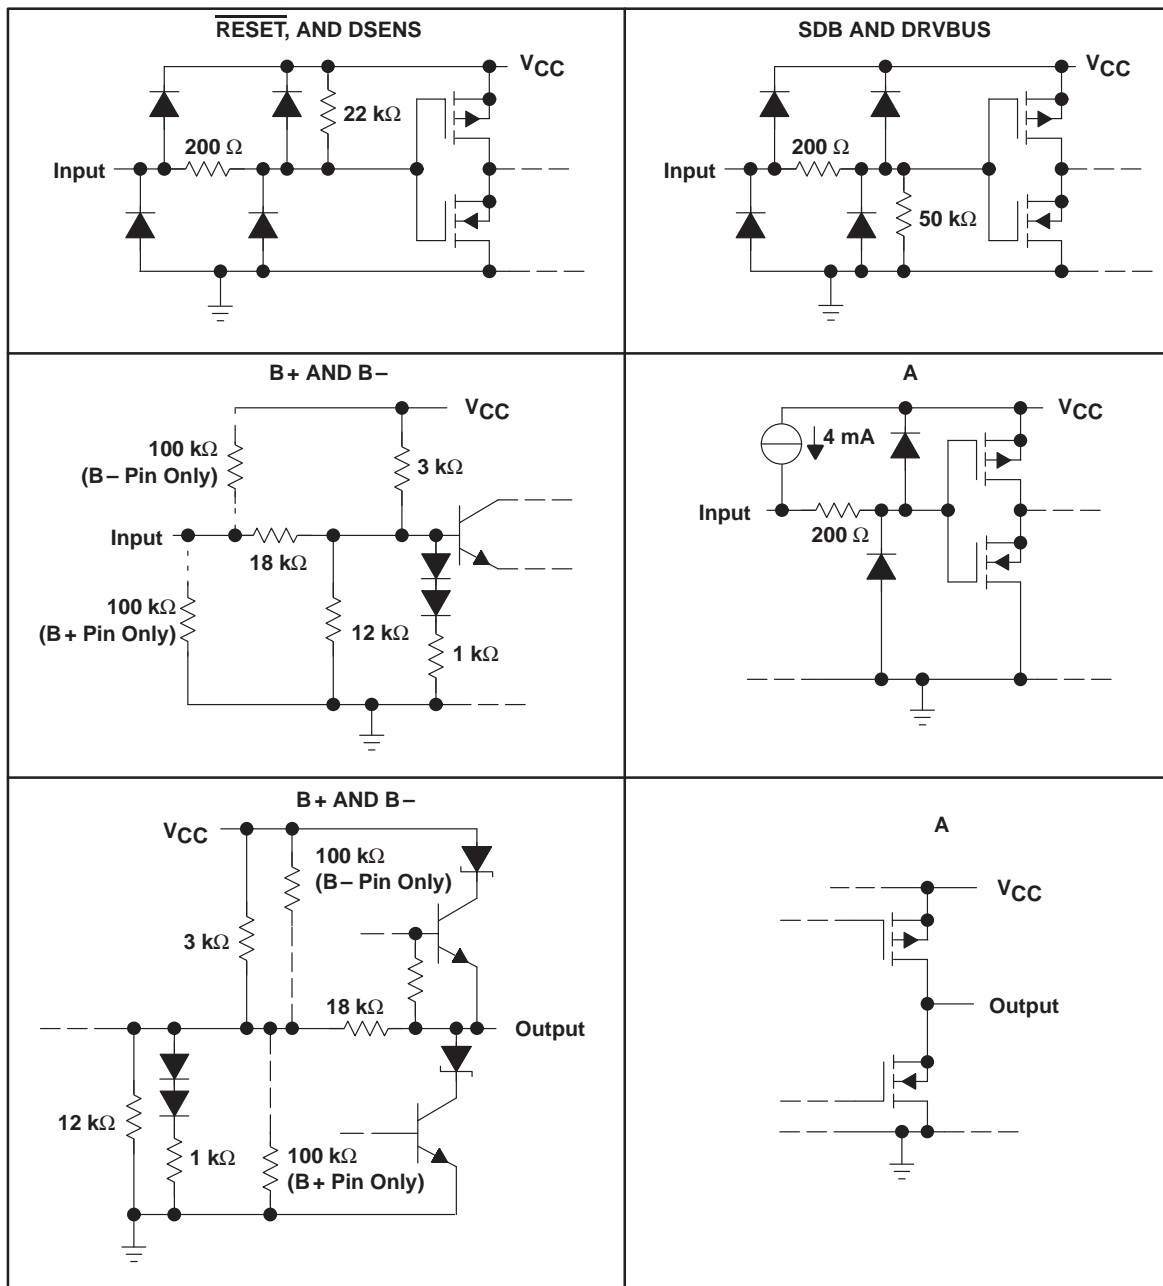 RESET, AND DSENS
VCC
22 kΩ
200 Ω
Input
SDB AND DRVBUS
VCC
200 Ω
Input
50 kΩ
B+ AND B−
VCC
100 kΩ
(B− Pin Only)
3 kΩ
Input
18 kΩ
100 kΩ
(B+ Pin Only)
12 kΩ
1 kΩ
A
VCC
4 mA
Input
200 Ω
B+ AND B−
VCC
100 kΩ
(B− Pin Only)
3 kΩ
18 kΩ
Output
12 kΩ
1 kΩ
100 kΩ
(B+ Pin Only)
A
VCC
Output